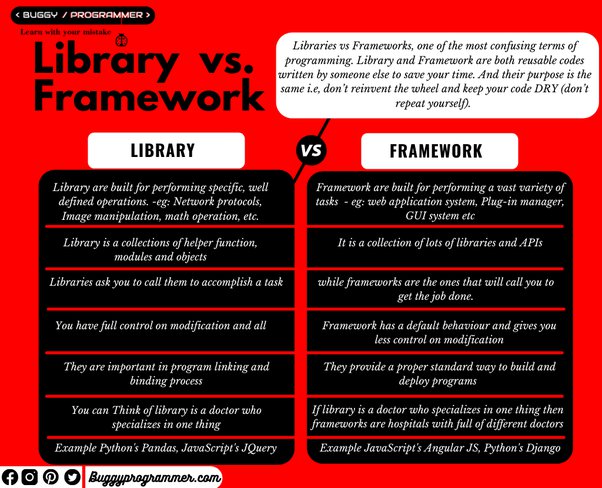 < BUGGY / PROGRAMMER >
Learn with your mistake
Library vs.
Framework
Libraries vs Frameworks, one of the most confusing terms of
programming. Library and Framework are both reusable codes
written by someone else to save your time. And their purpose is the
same i.e, don't reinvent the wheel and keep your code DRY (don't
repeat yourself).
LIBRARY
VS
FRAMEWORK
Library are built for performing specific, well
defined operations. -eg: Network protocols,
Image manipulation, math operation, etc.
Framework are built for performing a vast variety of
tasks - eg: web application system, Plug-in manager,
GUI system etc
Library is a collections of helper function,
modules and objects
It is a collection of lots of libraries and APIs
Libraries ask you to call them to accomplish a task
while frameworks are the ones that will call you to
get the job done.
You have full control on modification and all
Framework has a default behaviour and gives you
less control on modification
They are important in program linking and
binding process
They provide a proper standard way to build and
deploy programs
You can Think of library is a doctor who
specializes in one thing
If library is a doctor who specializes in one thing then
frameworks are hospitals with full of different doctors
Example Python's Pandas, JavaScript's JQuery
Example JavaScript's Angular JS, Python's Django
Buggyprogrammer.com